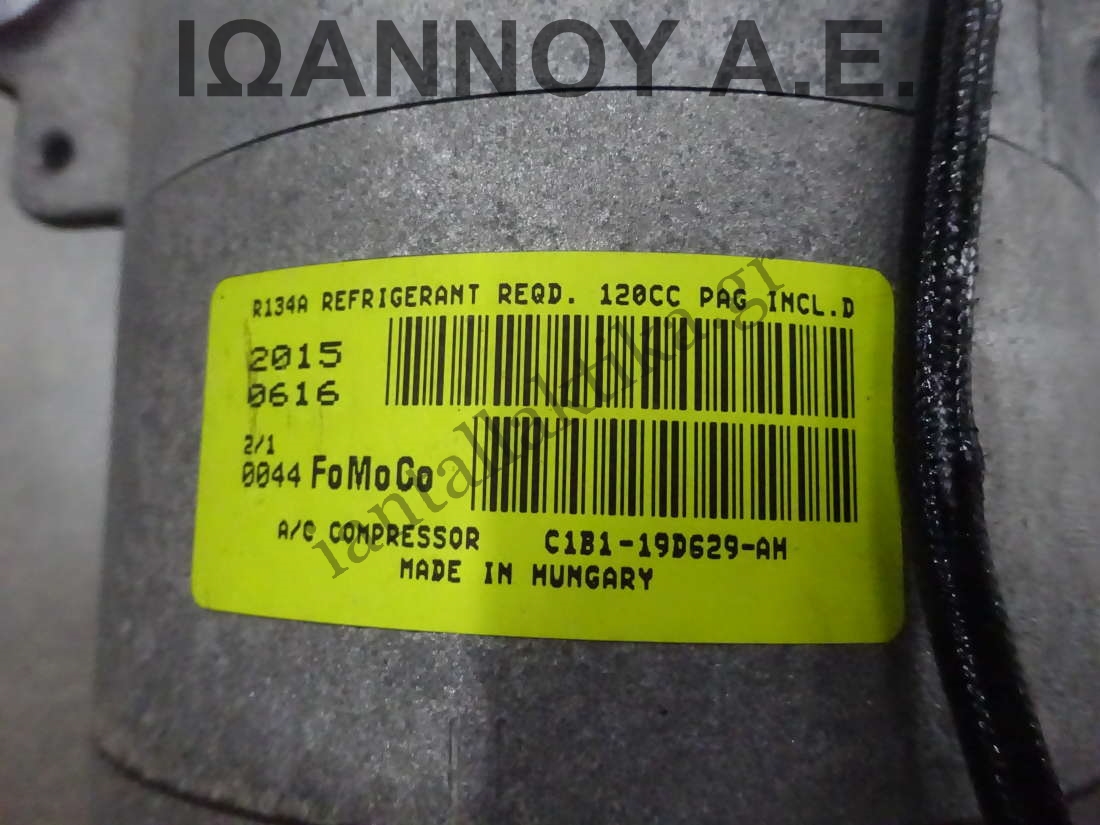 ΙΩΑΝΝΟΥ Α.Ε.
R134A REFRIGERANT REQD. 120CC PAG INCL.D
2015
0616
2/1
0044 FoMoCo
A/C COMPRESSOR C1B1-19D629-AH
MADE IN HUNGARY
iantallaktika.gr